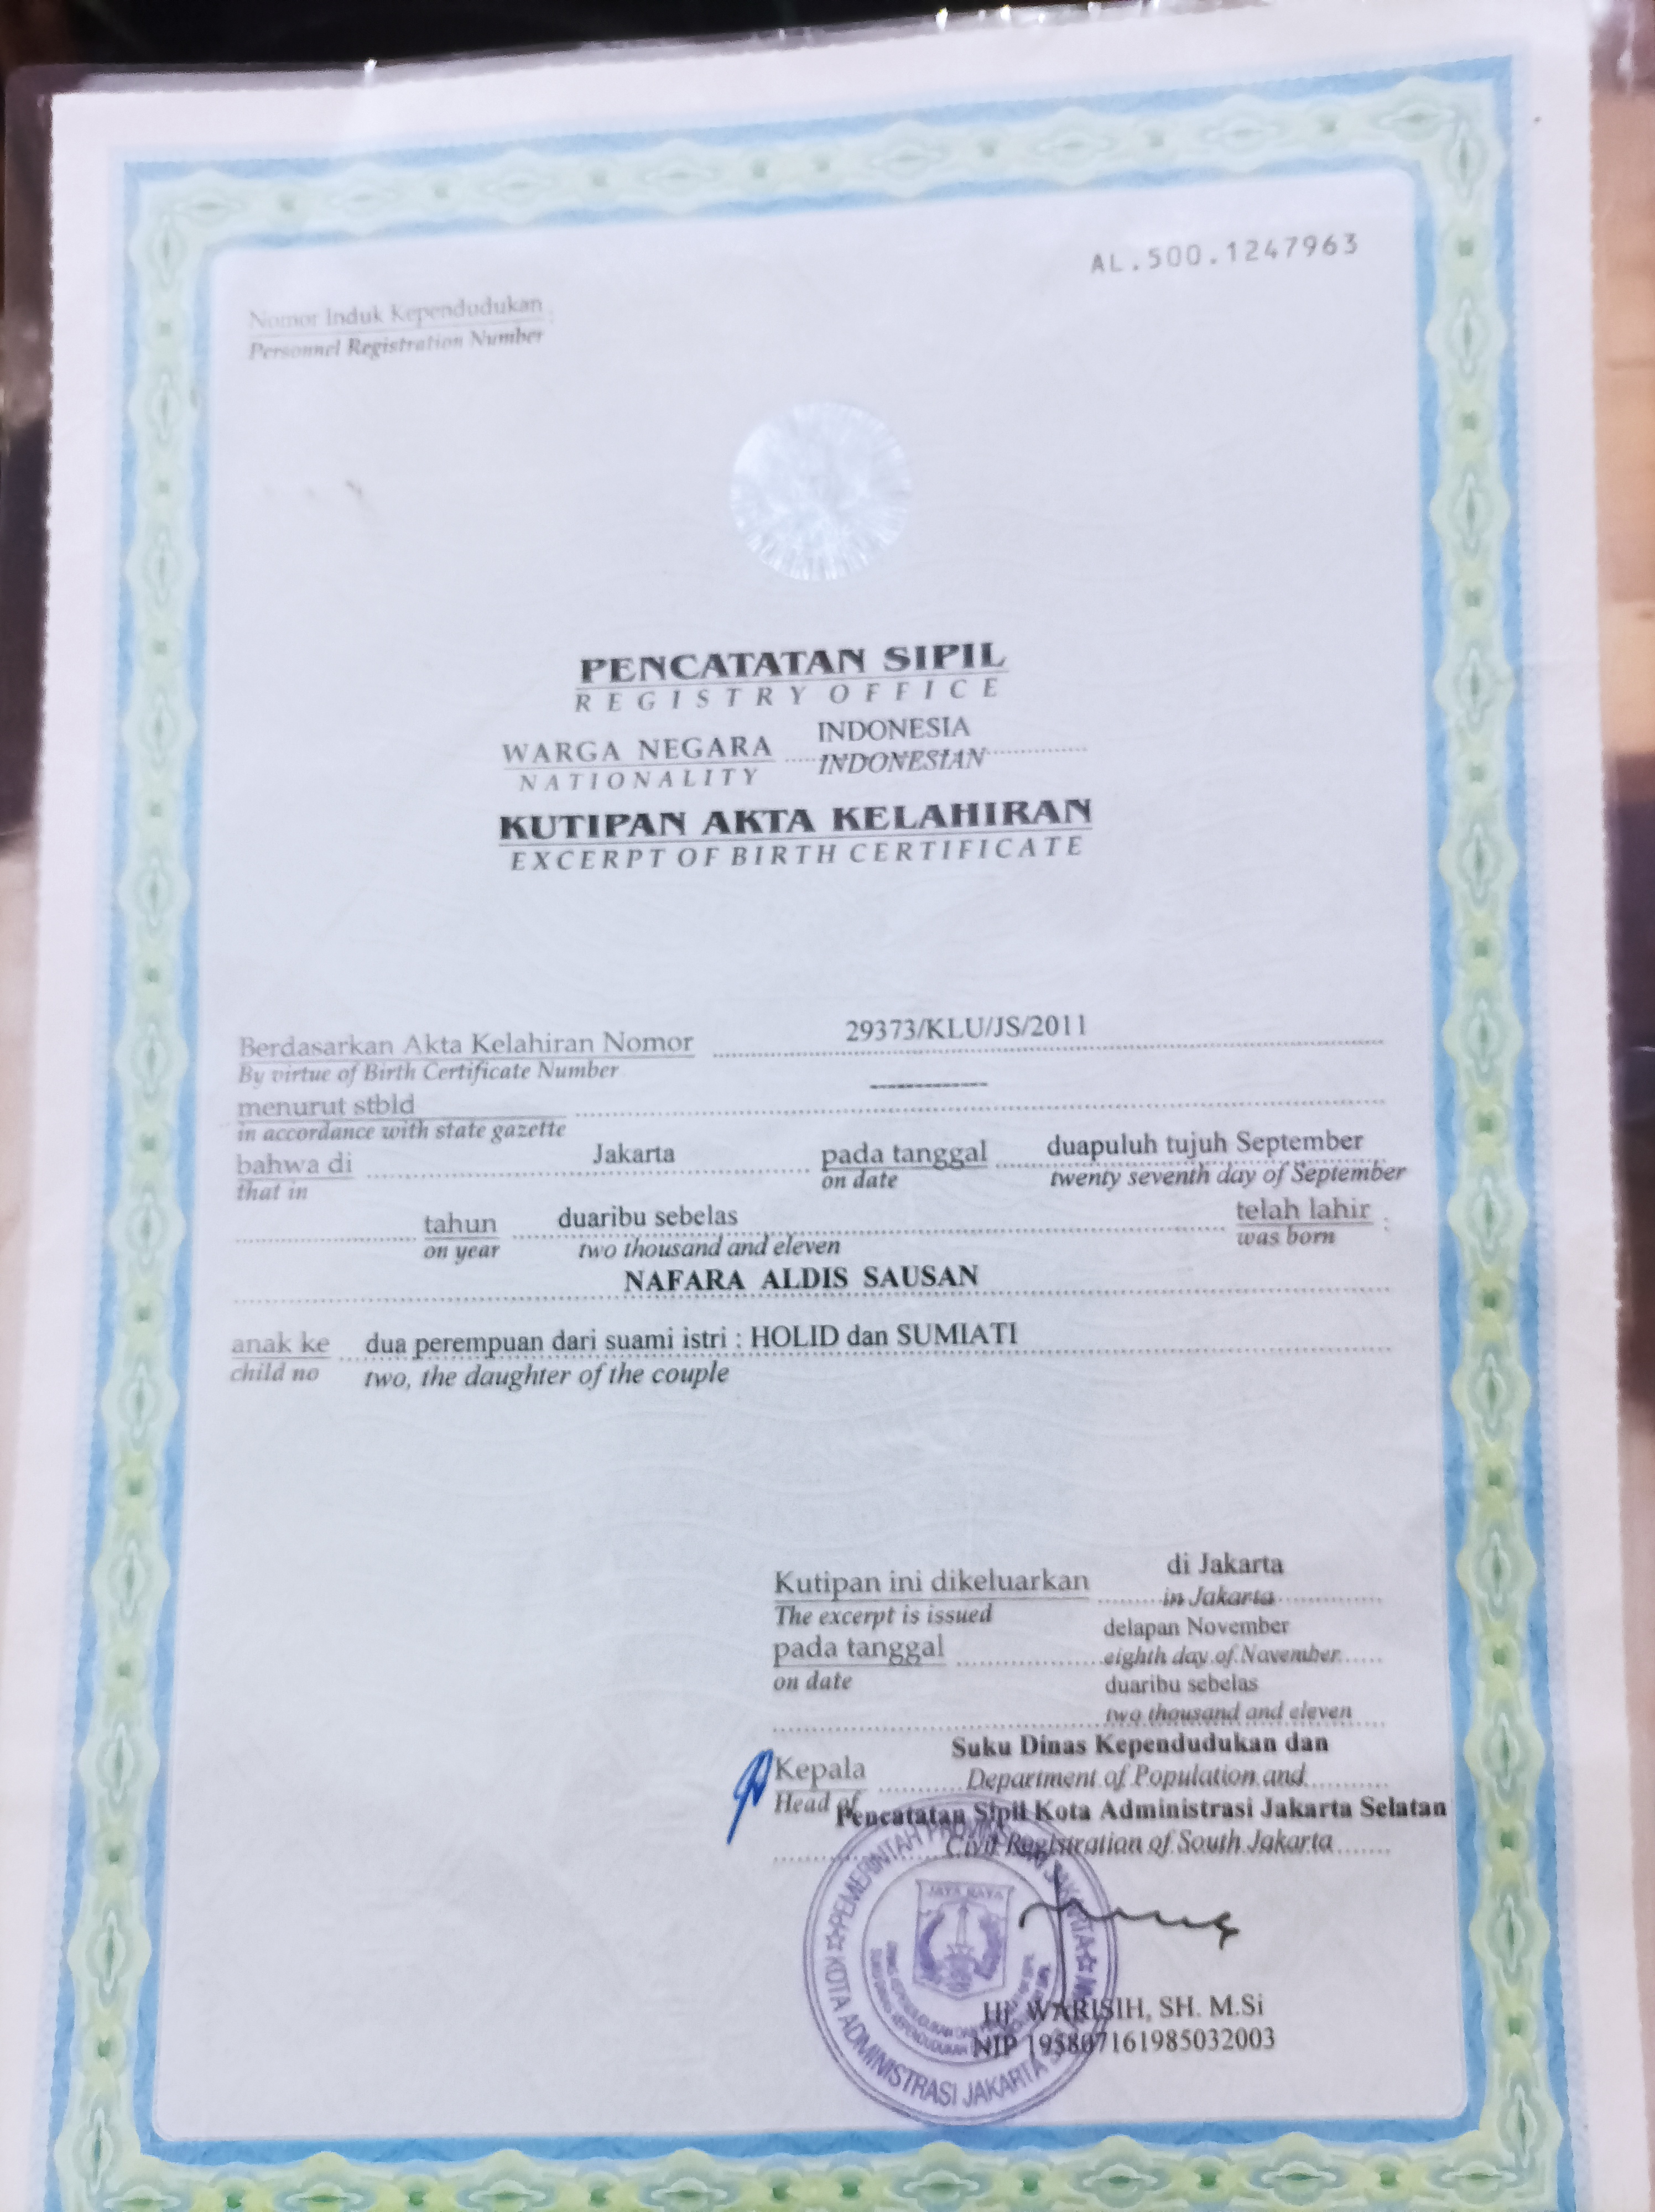 AL.500.1247963
Nomor Induk Kependudukan :
Personnel Registration Number
PENCATATAN SIPIL
REGISTRY OFFICE
WARGA NEGARA INDONESIA
NATIONALITY INDONESIAN
KUTIPAN AKTA KELAHIRAN
EXCERPT OF BIRTH CERTIFICATE
Berdasarkan Akta Kelahiran Nomor 29373/KLU/JS/2011
By virtue of Birth Certificate Number
menurut stbld -------------
in accordance with state gazette
bahwa di Jakarta pada tanggal duapuluh tujuh September
that in on date twenty seventh day of September
tahun duaribu sebelas telah lahir :
on year two thousand and eleven was born
NAFARA ALDIS SAUSAN
anak ke dua perempuan dari suami istri : HOLID dan SUMIATI
child no two, the daughter of the couple
Kutipan ini dikeluarkan di Jakarta
The excerpt is issued in Jakarta
pada tanggal delapan November
on date eighth day of November
duaribu sebelas
two thousand and eleven
Kepala Suku Dinas Kependudukan dan
Head of Department of Population and
Pencatatan Sipil Kota Administrasi Jakarta Selatan
Civil Registration of South Jakarta
JAYA RAYA
KOTA ADMINISTRASI JAKARTA
Hj. WARISIH, SH. M.Si
NIP 195807161985032003